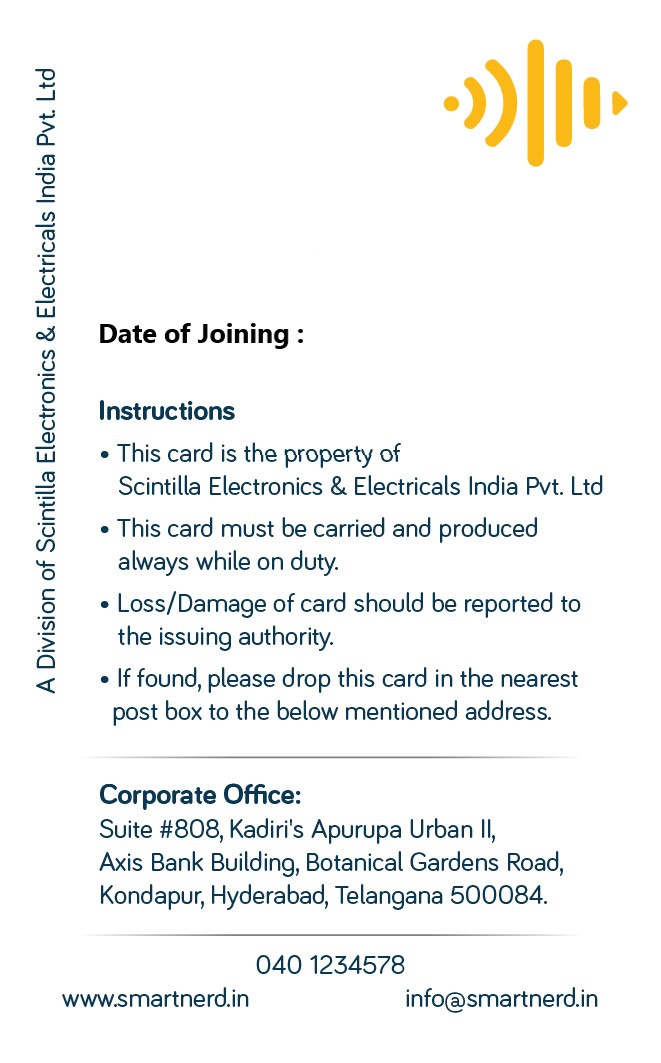 A Division of Scintilla Electronics & Electricals India Pvt. Ltd
Date of Joining :
Instructions
• This card is the property of
Scintilla Electronics & Electricals India Pvt. Ltd
• This card must be carried and produced
always while on duty.
• Loss/Damage of card should be reported to
the issuing authority.
• If found, please drop this card in the nearest
post box to the below mentioned address.
Corporate Office:
Suite #808, Kadiri's Apurupa Urban II,
Axis Bank Building, Botanical Gardens Road,
Kondapur, Hyderabad, Telangana 500084.
040 1234578
www.smartnerd.in info@smartnerd.in